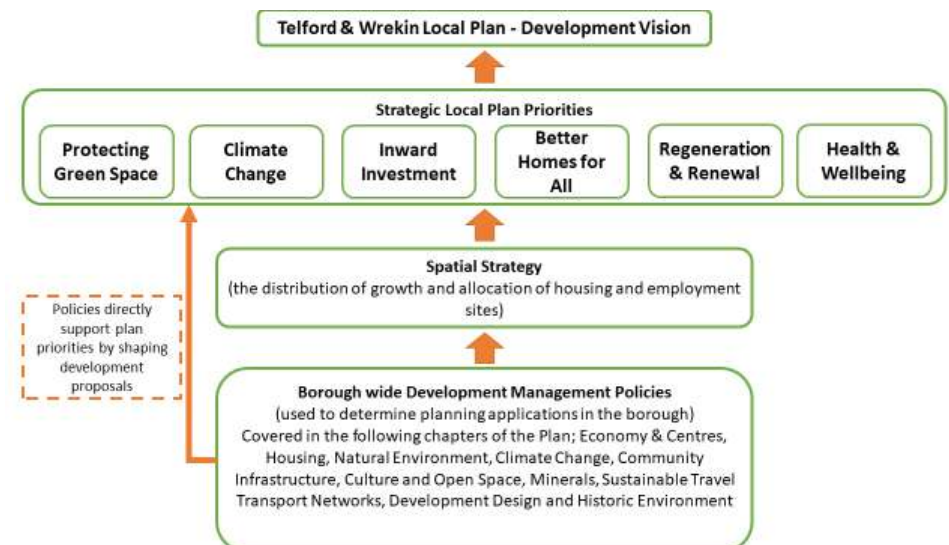 Telford & Wrekin Local Plan - Development Vision
Strategic Local Plan Priorities
Protecting
Green Space
Climate
Change
Inward
Investment
Better
Homes for
All
Regeneration
& Renewal
Health &
Wellbeing
Spatial Strategy
(the distribution of growth and allocation of housing and employment
sites)
Policies directly
support plan
priorities by shaping
development
proposals
Borough wide Development Management Policies
(used to determine planning applications in the borough)
Covered in the following chapters of the Plan; Economy & Centres,
Housing, Natural Environment, Climate Change, Community
Infrastructure, Culture and Open Space, Minerals, Sustainable Travel
Transport Networks, Development Design and Historic Environment